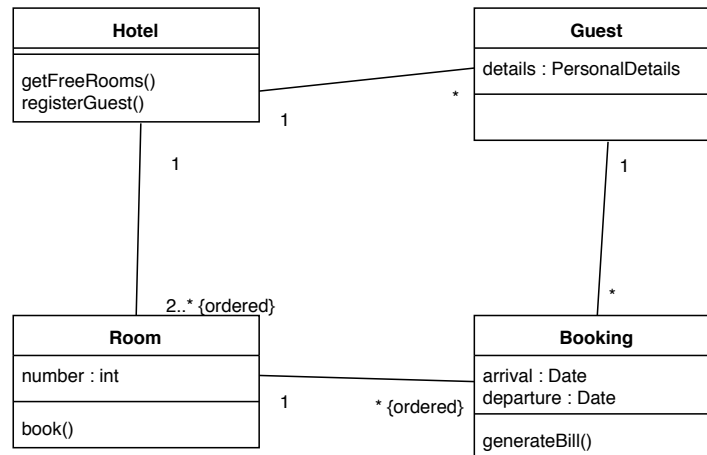 Hotel
getFreeRooms()
registerGuest()
Guest
details : PersonalDetails
1
*
1
1
2..* {ordered}
*
Room
number : int
book()
1
* {ordered}
Booking
arrival : Date
departure : Date
generateBill()